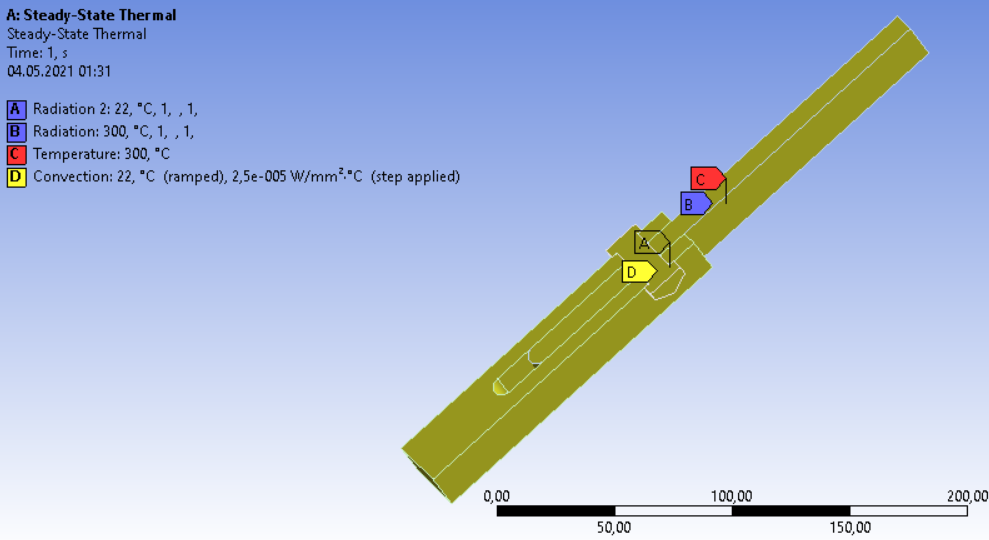 A: Steady-State Thermal
Steady-State Thermal
Time: 1, s
04.05.2021 01:31
A Radiation 2: 22, °C, 1, , 1,
B Radiation: 300, °C, 1, , 1,
C Temperature: 300, °C
D Convection: 22, °C (ramped), 2,5e-005 W/mm²·°C (step applied)
C
B
A
D
0,00 100,00 200,00
50,00 150,00